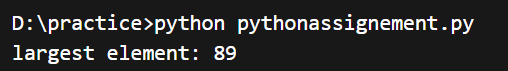 D:\practice>python pythonassignement.py
largest element: 89